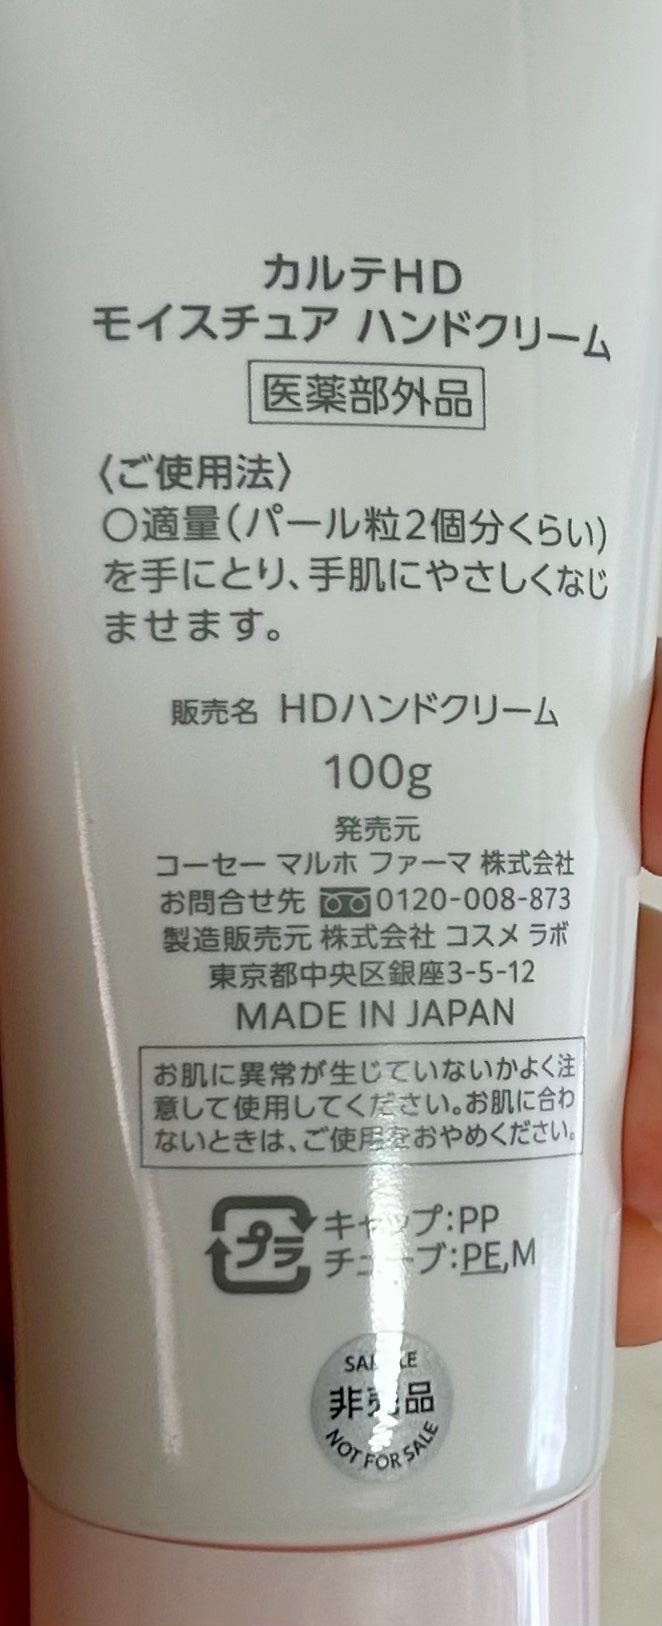 カルテHD
モイスチュア ハンドクリーム
医薬部外品
〈ご使用法〉
○適量(パール粒2個分くらい)
を手にとり、手肌にやさしくなじ
ませます。
販売名 HDハンドクリーム
100g
発売元
コーセー マルホ ファーマ 株式会社
お問合せ先 0120-008-873
製造販売元 株式会社 コスメ ラボ
東京都中央区銀座3-5-12
MADE IN JAPAN
お肌に異常が生じていないかよく注
意して使用してください。お肌に合わ
ないときは、ご使用をおやめください。
プラ
キャップ:PP
チューブ:PE,M
SAMPLE
非売品
NOT FOR SALE